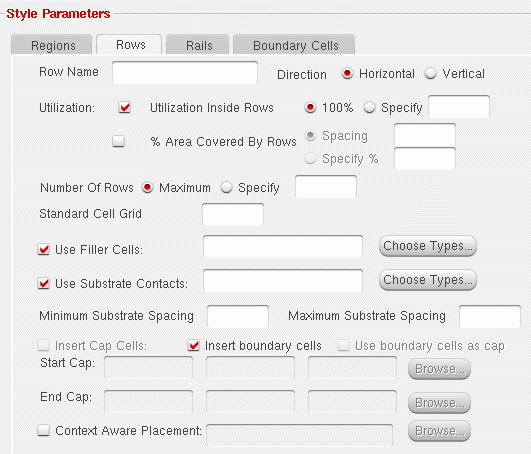 Style Parameters
Regions Rows Rails Boundary Cells
Row Name Direction Horizontal Vertical
Utilization: Utilization Inside Rows 100% Specify
% Area Covered By Rows Spacing
Specify %
Number Of Rows Maximum Specify
Standard Cell Grid
Use Filler Cells: Choose Types...
Use Substrate Contacts: Choose Types...
Minimum Substrate Spacing Maximum Substrate Spacing
Insert Cap Cells: Insert boundary cells Use boundary cells as cap
Start Cap: Browse...
End Cap: Browse...
Context Aware Placement: Browse...